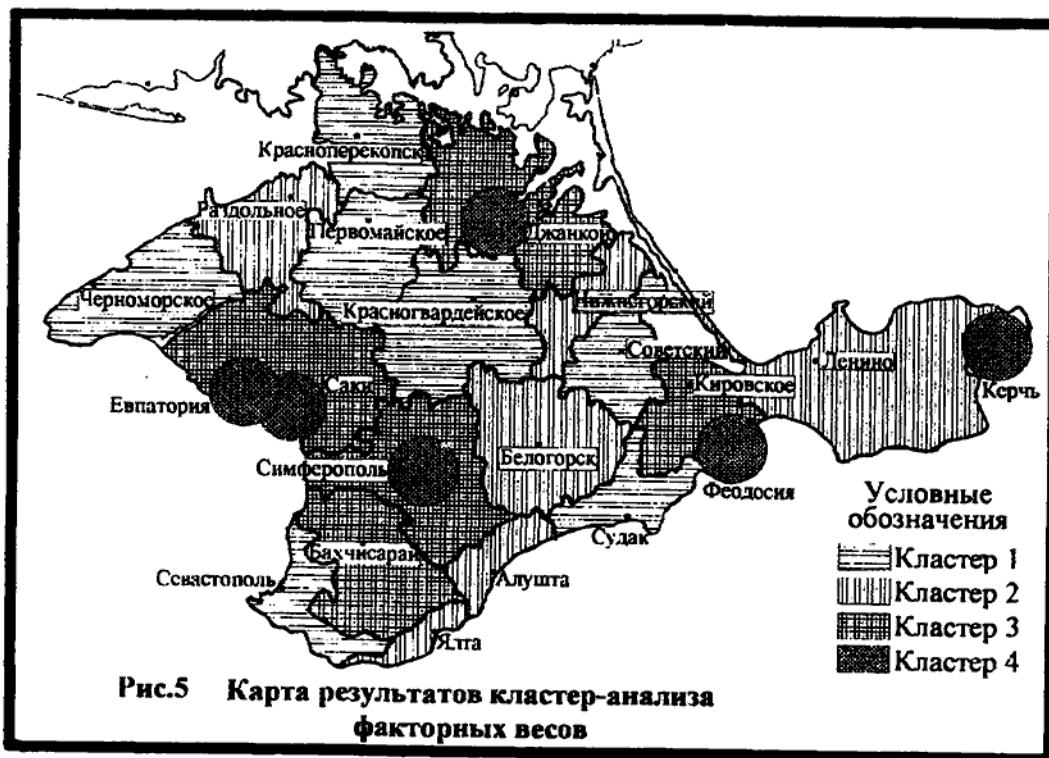 Красноперекопск
Раздольное
Первомайское
Джанкой
Черноморское
Красногвардейское
Нижнегорский
Советский
Саки
Кировское
Ленино
Евпатория
Керчь
Симферополь
Белогорск
Феодосия
Условные
обозначения
Судак
Бахчисарай
Кластер 1
Севастополь
Алушта
Кластер 2
Кластер 3
Ялта
Кластер 4
Рис.5 Карта результатов кластер-анализа
факторных весов